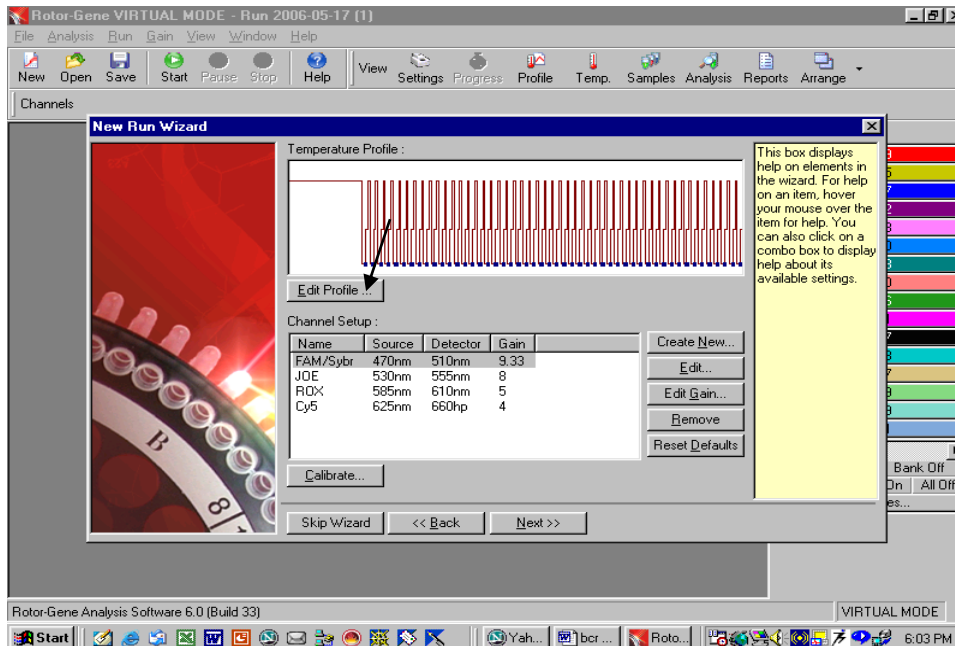 Rotor-Gene VIRTUAL MODE - Run 2006-05-17 (1)
File Analysis Run Gain View Window Help
New Open Save Start Pause Stop Help View Settings Progress Profile Temp. Samples Analysis Reports Arrange
Channels
New Run Wizard
Temperature Profile :
Edit Profile ...
Channel Setup :
Name Source Detector Gain
FAM/Sybr 470nm 510nm 9.33
JOE 530nm 555nm 8
ROX 585nm 610nm 5
Cy5 625nm 660hp 4
Create New...
Edit...
Edit Gain...
Remove
Reset Defaults
Calibrate...
Skip Wizard << Back Next >>
This box displays
help on elements in
the wizard. For help
on an item, hover
your mouse over the
item for help. You
can also click on a
combo box to display
help about its
available settings.
B
8
Bank Off
On All Off
es...
Rotor-Gene Analysis Software 6.0 (Build 33) VIRTUAL MODE
Start Yah... bcr ... Roto... 6:03 PM